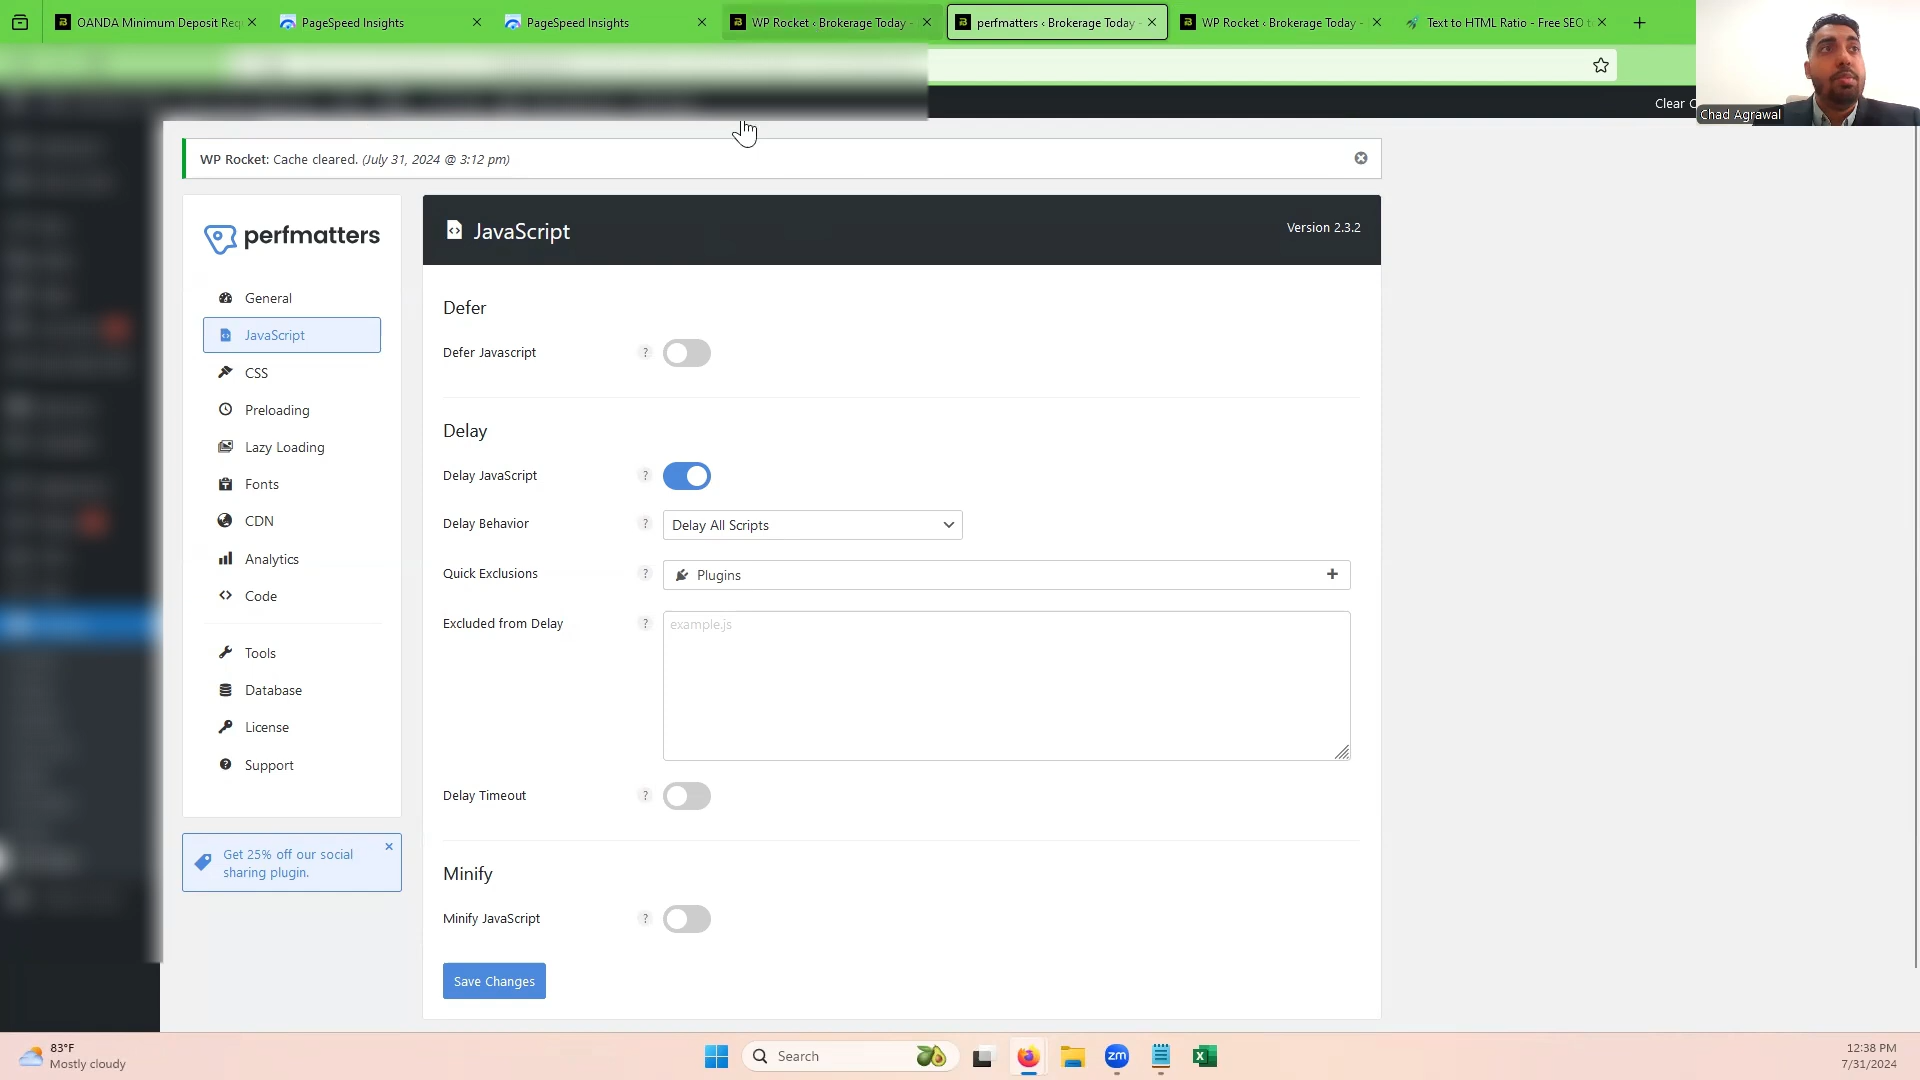 OANDA Minimum Deposit Req
PageSpeed Insights
PageSpeed Insights
WP Rocket ‹ Brokerage Today -
perfmatters ‹ Brokerage Today -
WP Rocket ‹ Brokerage Today -
Text to HTML Ratio - Free SEO to
Clear C
Chad Agrawal
WP Rocket: Cache cleared. (July 31, 2024 @ 3:12 pm)
perfmatters
General
JavaScript
CSS
Preloading
Lazy Loading
Fonts
CDN
Analytics
Code
Tools
Database
License
Support
Get 25% off our social
sharing plugin.
JavaScript
Version 2.3.2
Defer
Defer Javascript ?
Delay
Delay JavaScript ?
Delay Behavior ? Delay All Scripts
Quick Exclusions ? Plugins +
Excluded from Delay ? example.js
Delay Timeout ?
Minify
Minify JavaScript ?
Save Changes
83°F
Mostly cloudy
Search
zm
12:38 PM
7/31/2024